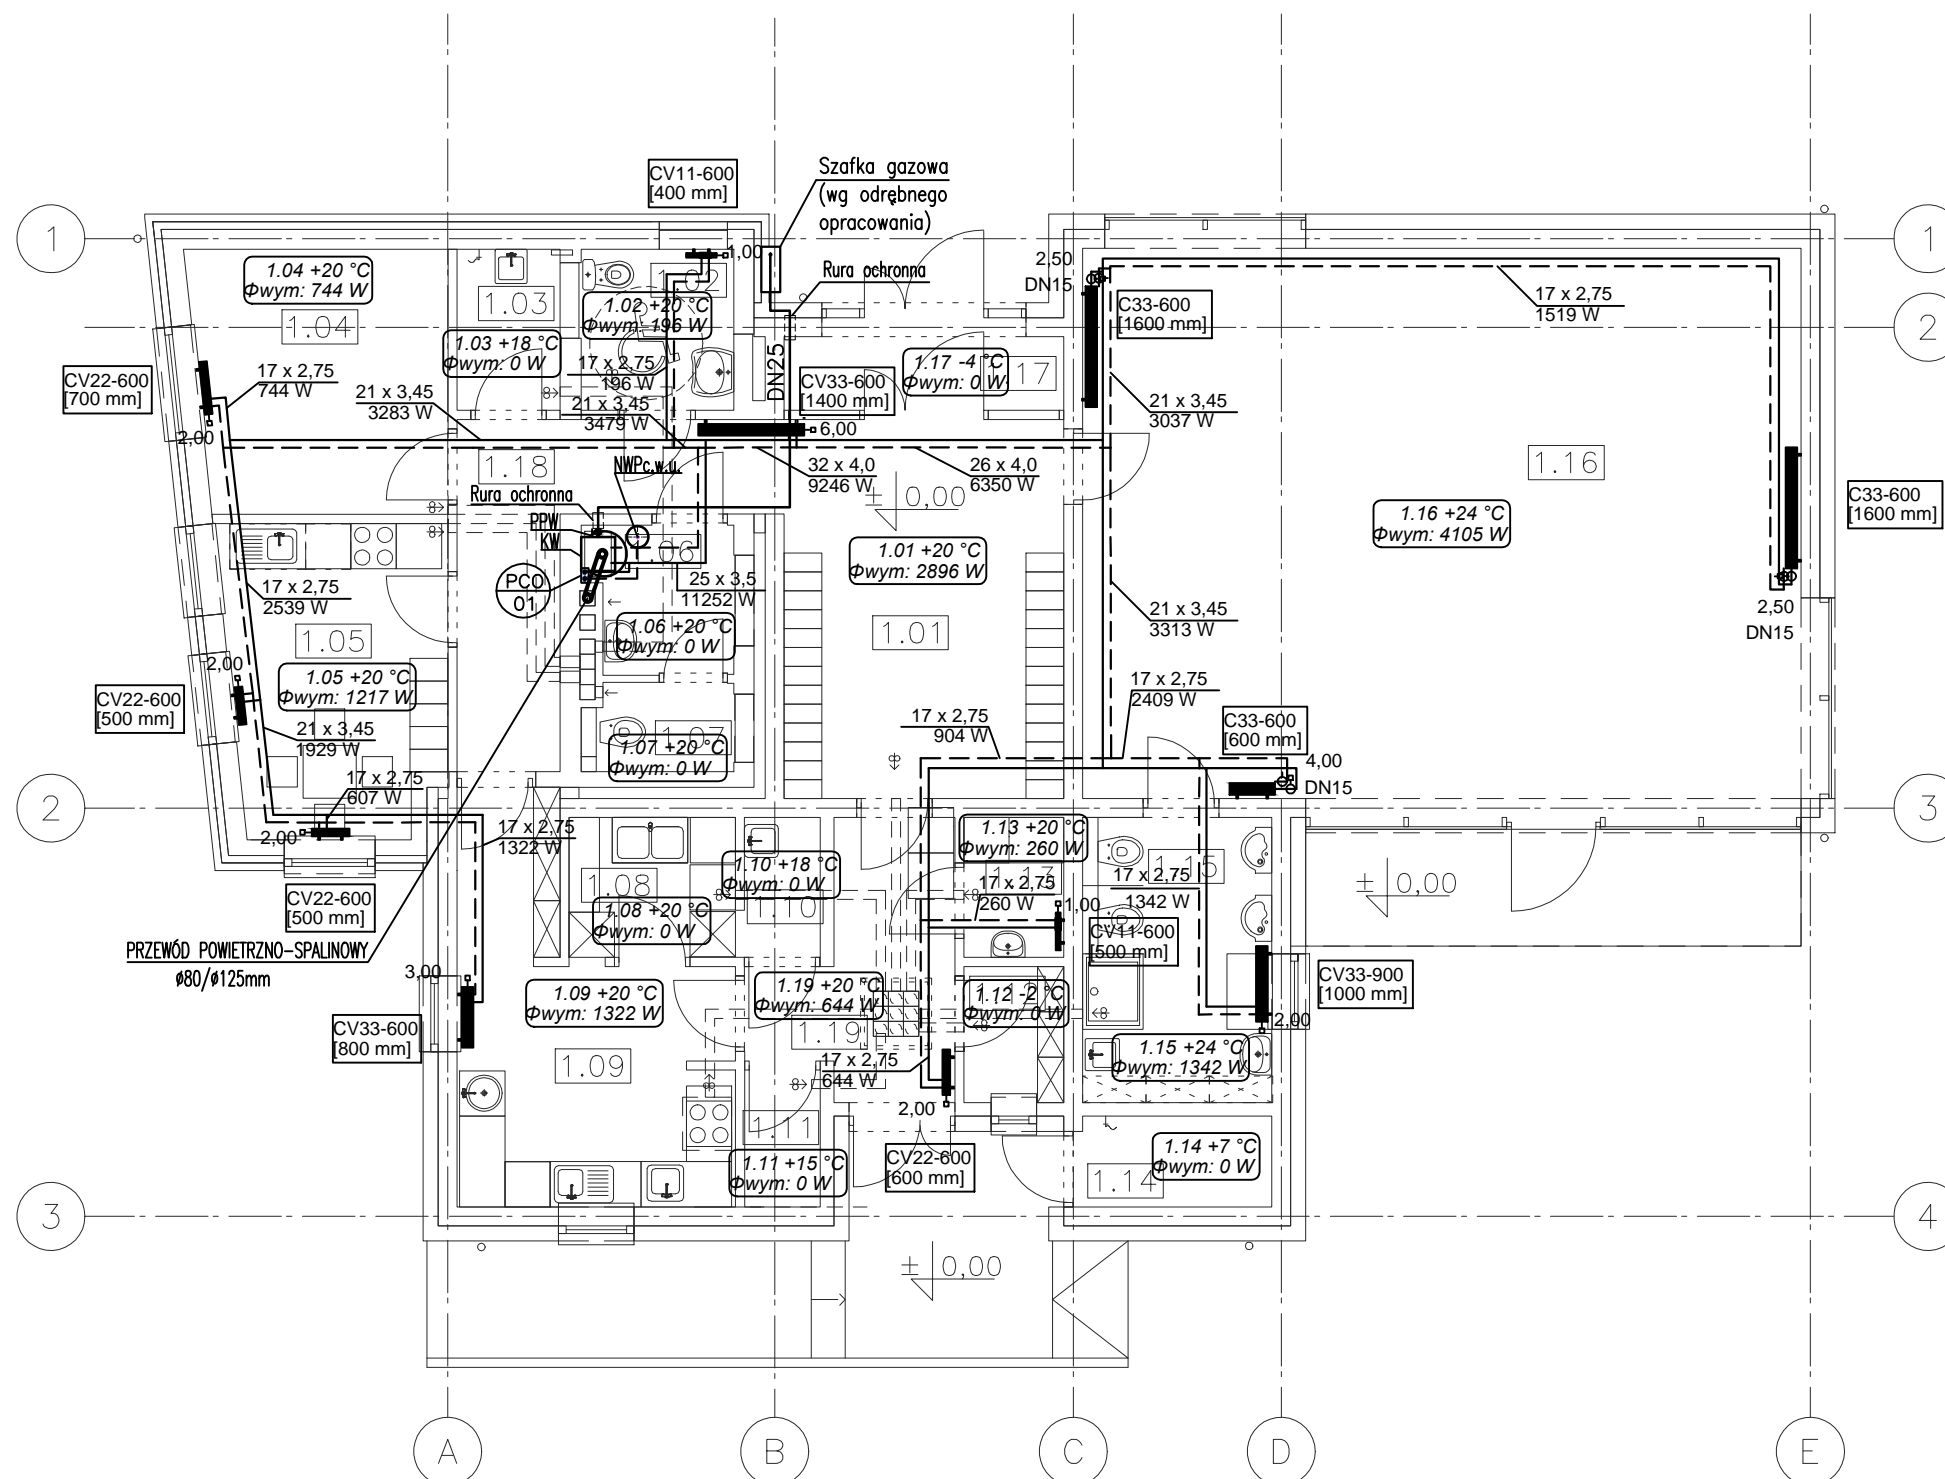 CV11-600
[400 mm]
Szafka gazowa
(wg odrębnego
opracowania)
Rura ochronna
1
1
2
2
3
3
4
A
B
C
D
E
1.04 +20 °C
Φwym: 744 W
1.04
1.03
1.03 +18 °C
Φwym: 0 W
1.02
1.02 +20 °C
Φwym: 196 W
1,00
17 x 2,75
196 W
DN25
CV33-600
[1400 mm]
6,00
1.17 -4 °C
Φwym: 0 W
17
2,50
DN15
C33-600
[1600 mm]
17 x 2,75
1519 W
CV22-600
[700 mm]
17 x 2,75
744 W
2,00
21 x 3,45
3283 W
21 x 3,45
3479 W
21 x 3,45
3037 W
1.18
NWPc.w.u.
Rura ochronna
32 x 4,0
9246 W
26 x 4,0
6350 W
± 0,00
1.16
1.16 +24 °C
Φwym: 4105 W
C33-600
[1600 mm]
2,50
DN15
PPW
KW
PCO
01
1.06
25 x 3,5
11252 W
1.01 +20 °C
Φwym: 2896 W
1.01
21 x 3,45
3313 W
17 x 2,75
2539 W
1.05
1.05 +20 °C
Φwym: 1217 W
2,00
CV22-600
[500 mm]
1.06 +20 °C
Φwym: 0 W
1.07
1.07 +20 °C
Φwym: 0 W
21 x 3,45
1929 W
17 x 2,75
607 W
2,00
CV22-600
[500 mm]
17 x 2,75
904 W
17 x 2,75
2409 W
C33-600
[600 mm]
4,00
DN15
17 x 2,75
1322 W
1.08
1.08 +20 °C
Φwym: 0 W
1.10 +18 °C
Φwym: 0 W
1.10
1.13 +20 °C
Φwym: 260 W
1.13
17 x 2,75
260 W
1,00
CV11-600
[500 mm]
1.15
17 x 2,75
1342 W
± 0,00
PRZEWÓD POWIETRZNO-SPALINOWY
ø80/ø125mm
3,00
CV33-600
[800 mm]
1.09 +20 °C
Φwym: 1322 W
1.09
1.19 +20 °C
Φwym: 644 W
1.19
1.12 -2 °C
Φwym: 0 W
CV33-900
[1000 mm]
2,00
1.15 +24 °C
Φwym: 1342 W
17 x 2,75
644 W
2,00
CV22-600
[600 mm]
1.11
1.11 +15 °C
Φwym: 0 W
1.14 +7 °C
Φwym: 0 W
1.14
± 0,00